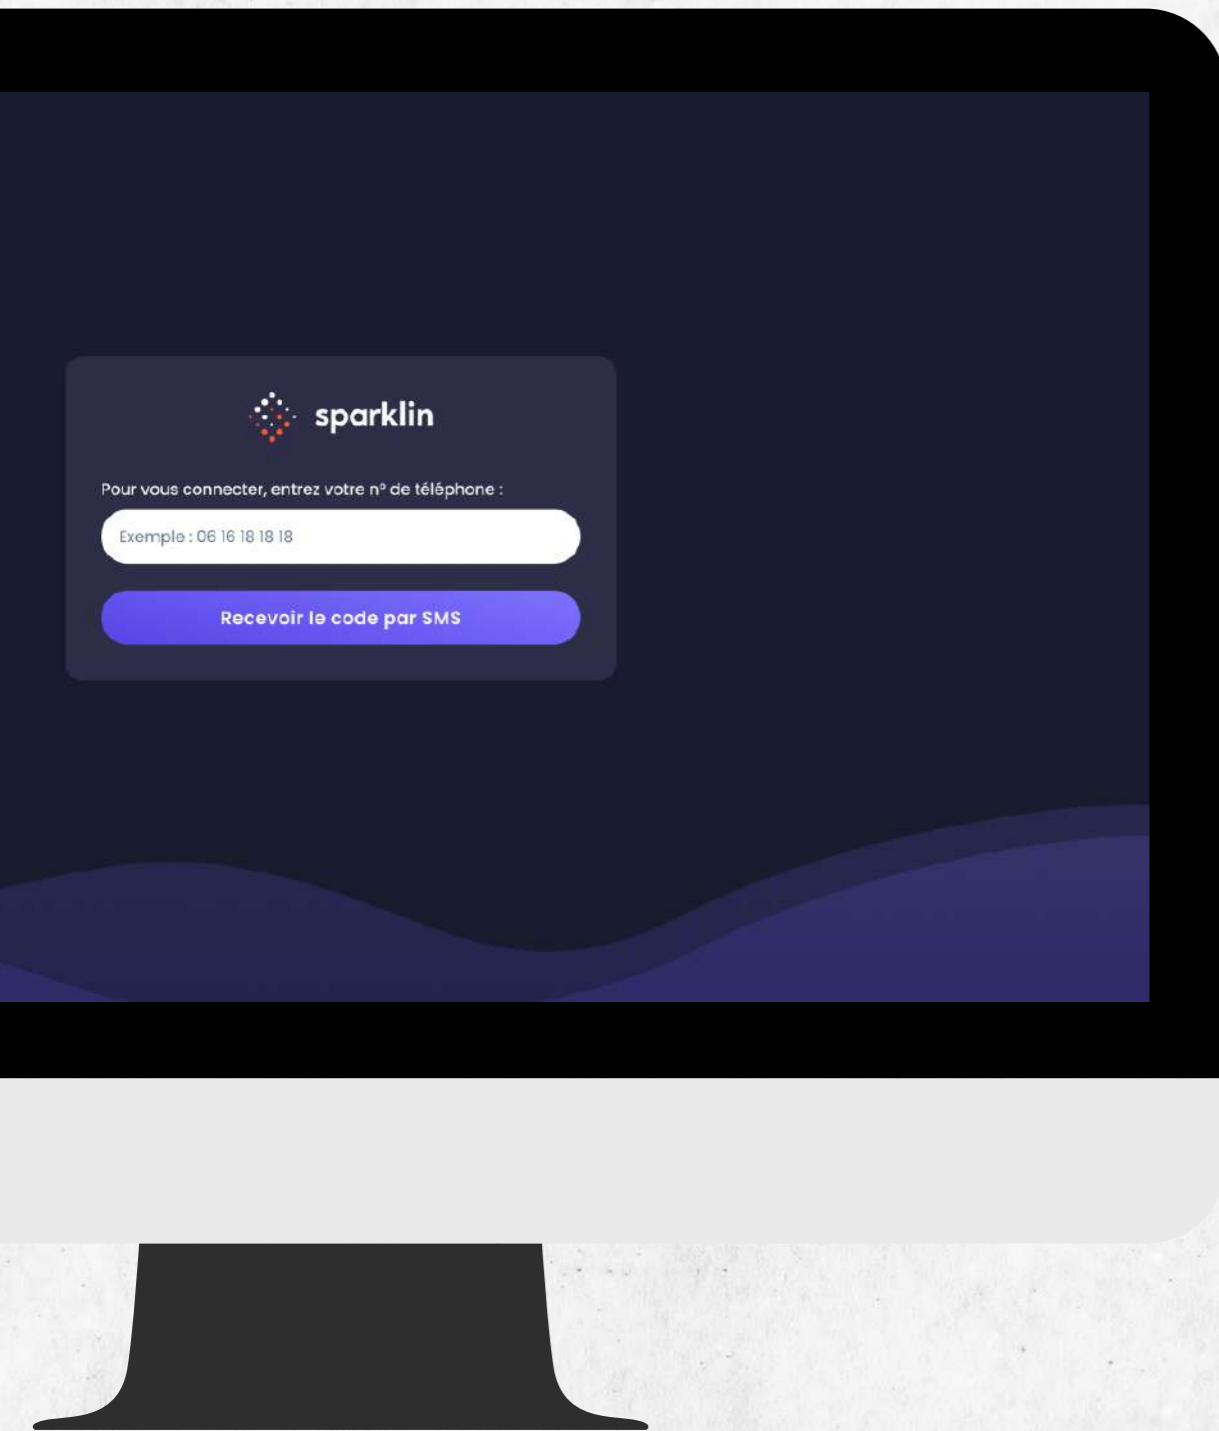 sparklin
Pour vous connecter, entrez votre n° de téléphone :
Exemple : 06 16 18 18 18
Recevoir le code par SMS